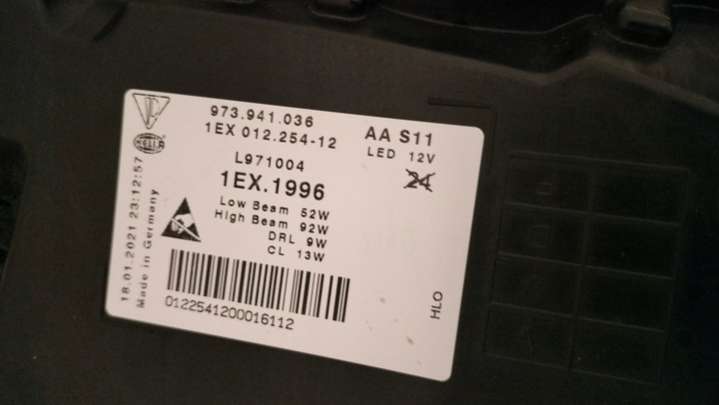 973.941.036
1EX 012.254-12
AA S11
LED 12V
HELLA
L971004
1EX.1996
24
Low Beam 52W
High Beam 92W
DRL 9W
CL 13W
0122541200016112
HLO
18.01.2021 23:12:57
Made in Germany